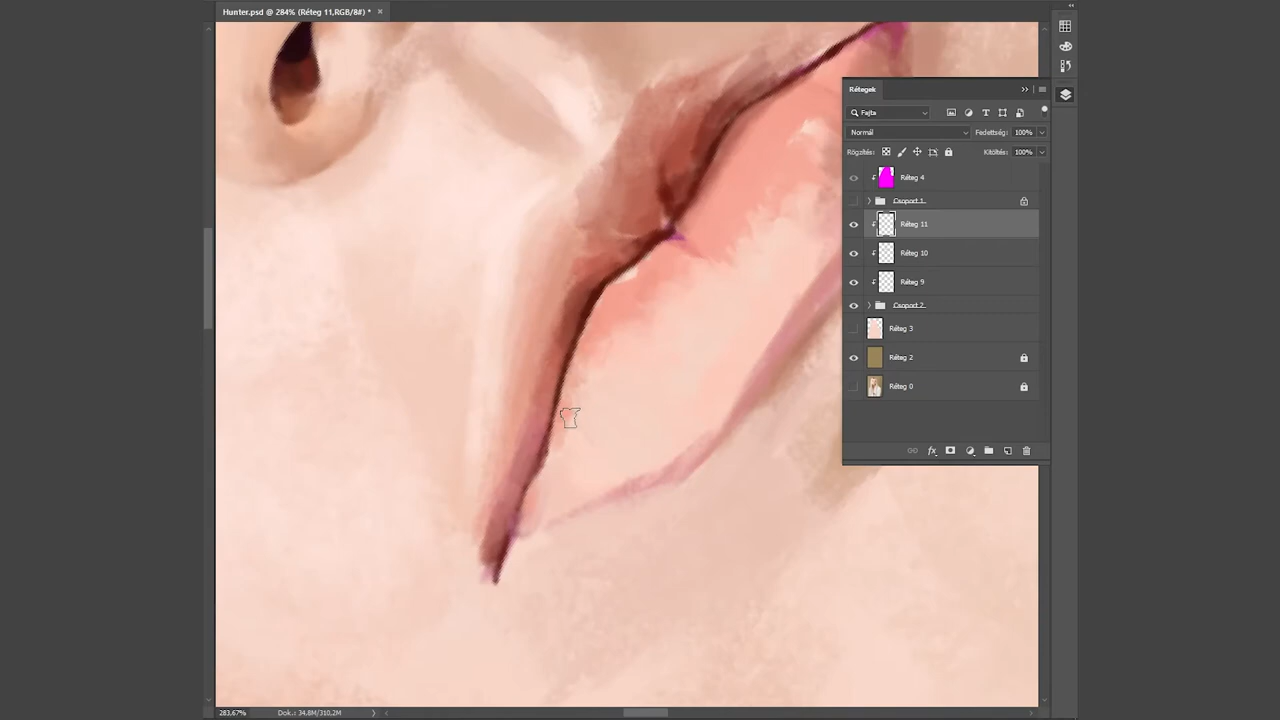 Hunter.psd @ 284% (Réteg 11,RGB/8#) *
Rétegek
Fajta
Normál
Fedettség: 100%
Rögzítés:
Kitöltés: 100%
Réteg 4
Csoport 1
Réteg 11
Réteg 10
Réteg 9
Csoport 2
Réteg 3
Réteg 2
Réteg 0
283,67%
Dok.: 34,8M/310,2M